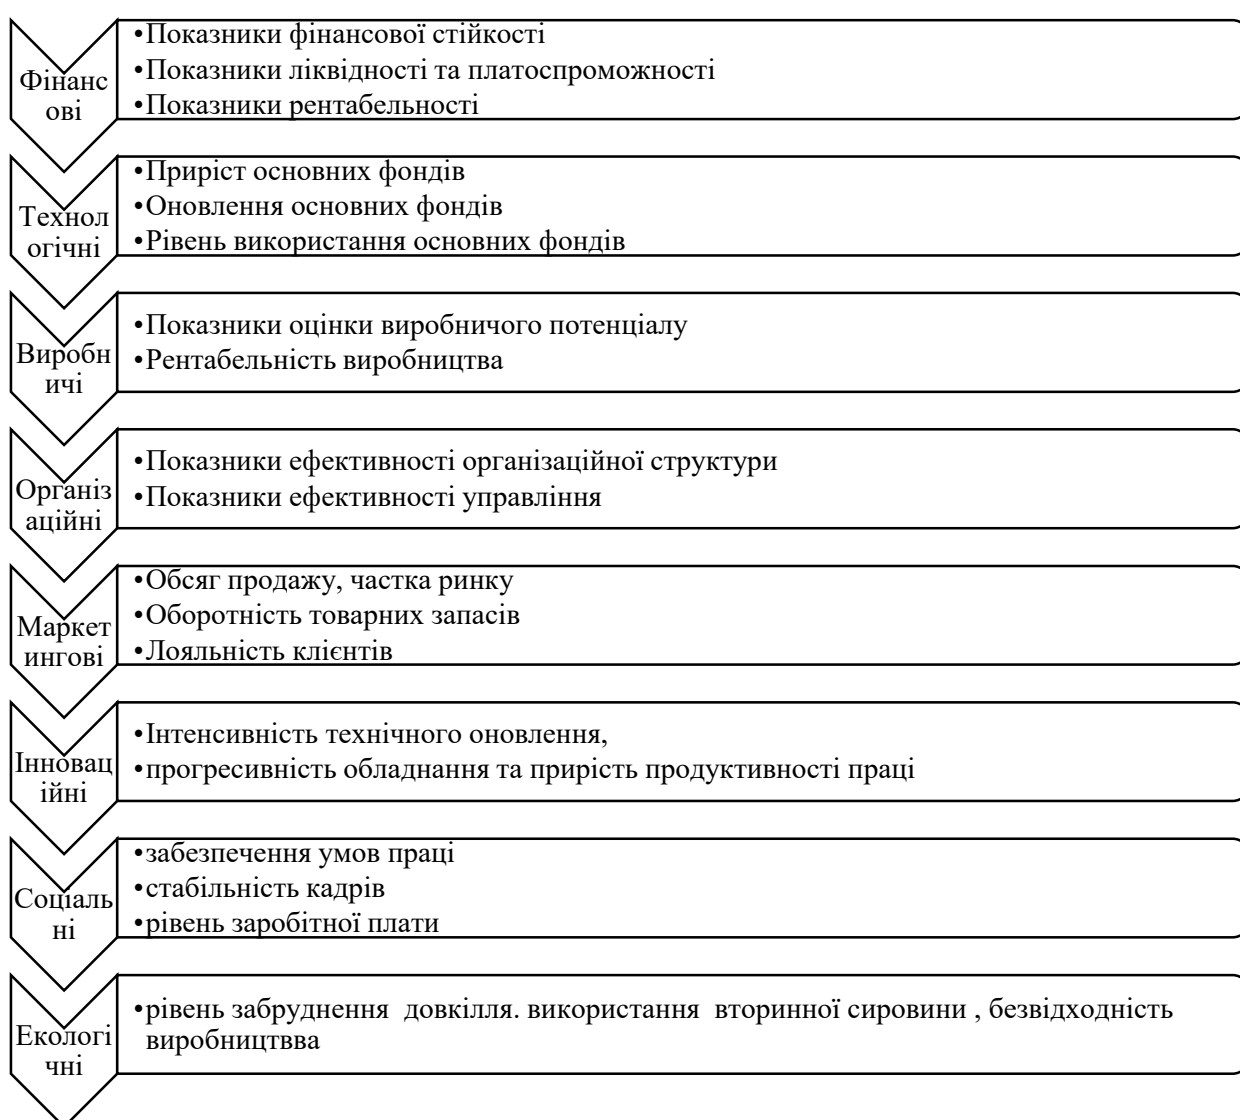 Фінанс
ові
•Показники фінансової стійкості
•Показники ліквідності та платоспроможності
•Показники рентабельності
Технол
огічні
•Приріст основних фондів
•Оновлення основних фондів
•Рівень використання основних фондів
Виробн
ичі
•Показники оцінки виробничого потенціалу
•Рентабельність виробництва
Організ
аційні
•Показники ефективності організаційної структури
•Показники ефективності управління
Маркет
ингові
•Обсяг продажу, частка ринку
•Оборотність товарних запасів
•Лояльність клієнтів
Інновац
ійні
•Інтенсивність технічного оновлення,
•прогресивність обладнання та прирість продуктивності праці
Соціаль
ні
•забезпечення умов праці
•стабільність кадрів
•рівень заробітної плати
Екологі
чні
•рівень забруднення  довкілля. використання  вторинної сировини , безвідходність
виробництвва